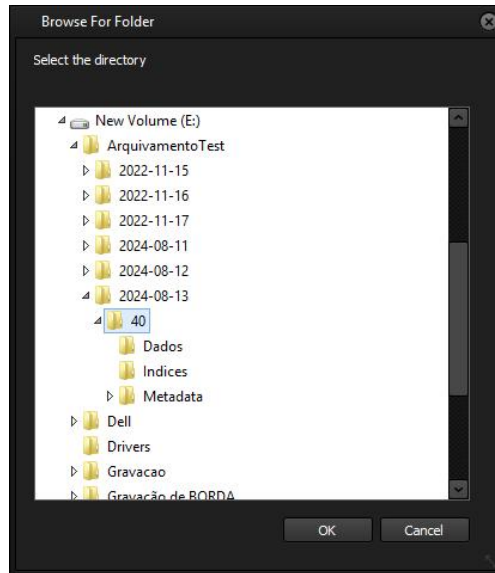 Browse For Folder
Select the directory
New Volume (E:)
ArquivamentoTest
2022-11-15
2022-11-16
2022-11-17
2024-08-11
2024-08-12
2024-08-13
40
Dados
Indices
Metadata
Dell
Drivers
Gravacao
Gravação de BORDA
OK Cancel